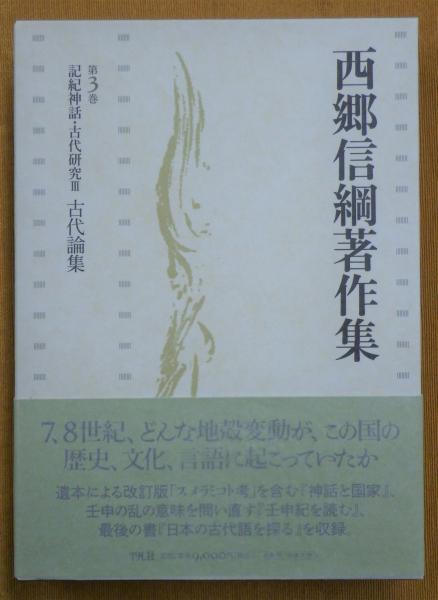 西郷信綱著作集
第3巻
記紀神話・古代研究Ⅲ 古代論集
7、8世紀、どんな地殻変動が、この国の
歴史、文化、言語に起こっていたか
遺本による改訂版「スメラミコト考」を含む『神話と国家』、
壬申の乱の意味を問い直す『壬申紀を読む』、
最後の書『日本の古代語を探る』を収録。
平凡社